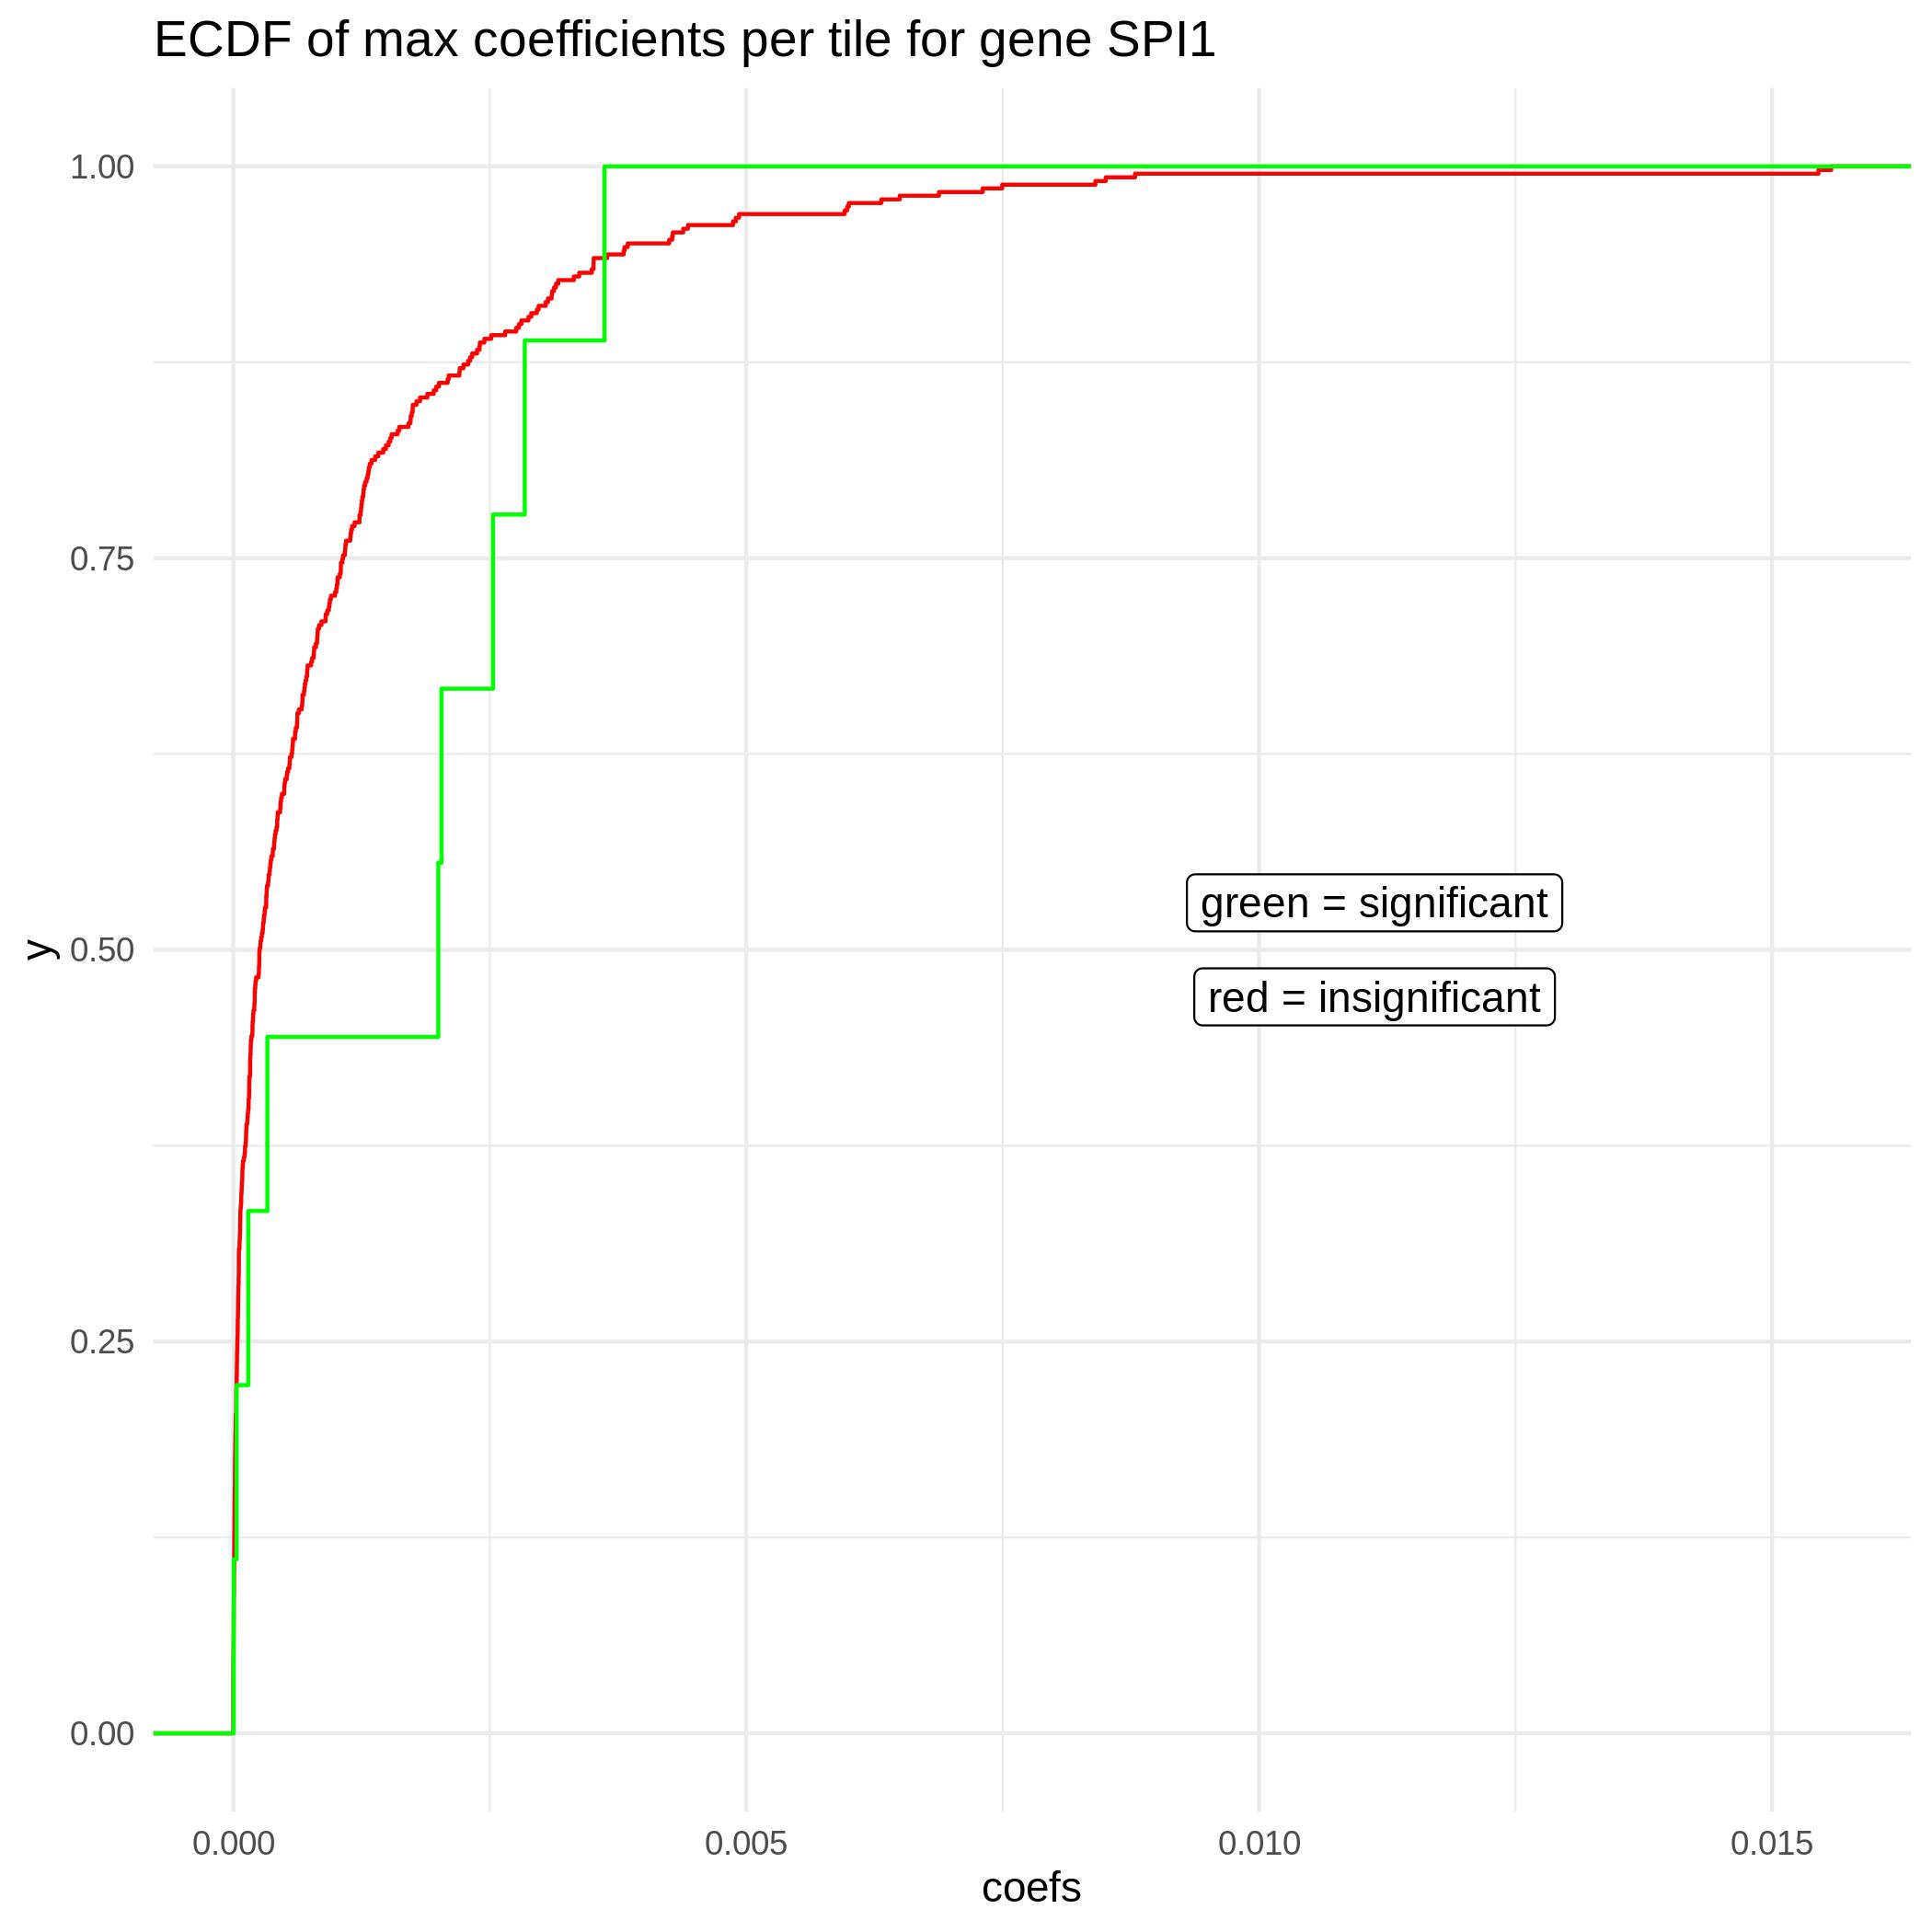 ECDF of max coefficients per tile for gene SPI1
1.00
0.75
0.50
0.25
0.00
y
green = significant
red = insignificant
0.000 0.005 0.010 0.015
coefs